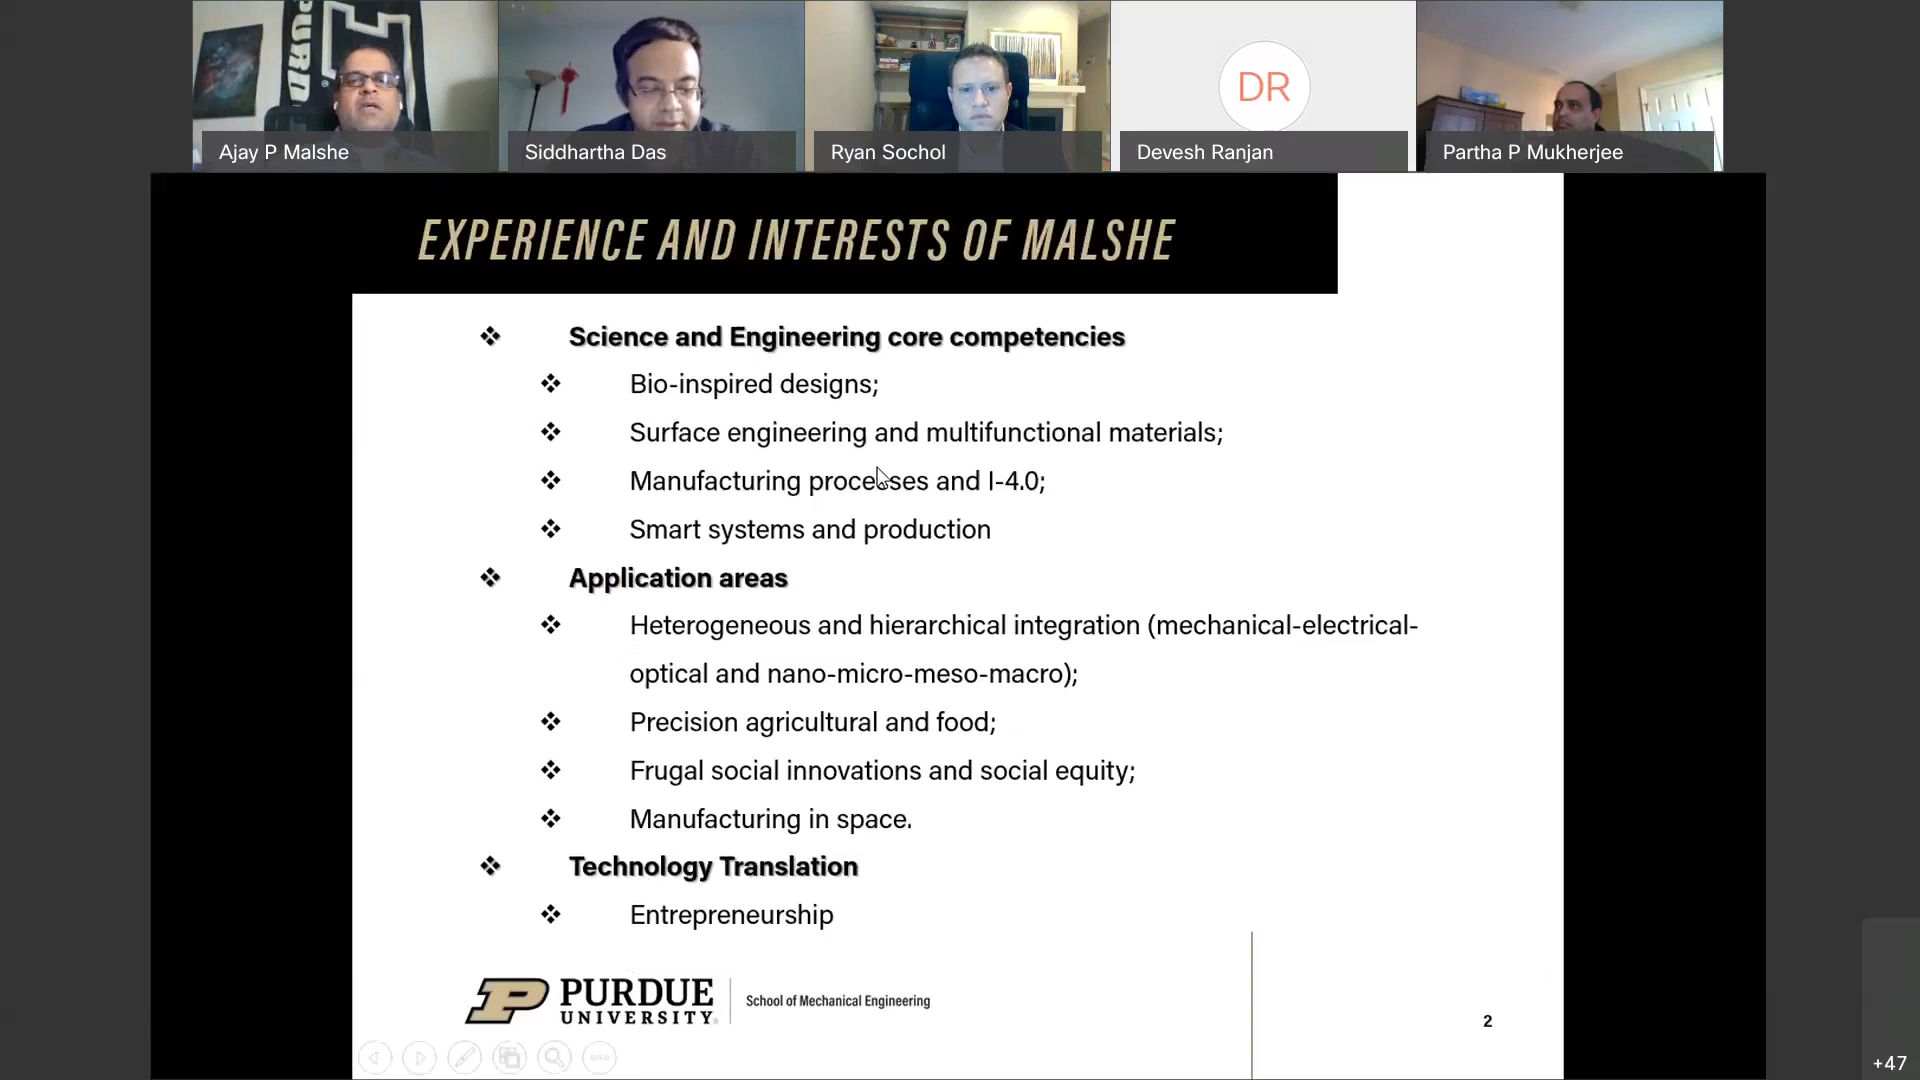 PURD
Ajay P Malshe
Siddhartha Das
Ryan Sochol
DR
Devesh Ranjan
Partha P Mukherjee
EXPERIENCE AND INTERESTS OF MALSHE
Science and Engineering core competencies
Bio-inspired designs;
Surface engineering and multifunctional materials;
Manufacturing processes and I-4.0;
Smart systems and production
Application areas
Heterogeneous and hierarchical integration (mechanical-electrical-
optical and nano-micro-meso-macro);
Precision agricultural and food;
Frugal social innovations and social equity;
Manufacturing in space.
Technology Translation
Entrepreneurship
P PURDUE
UNIVERSITY
School of Mechanical Engineering
2
+47